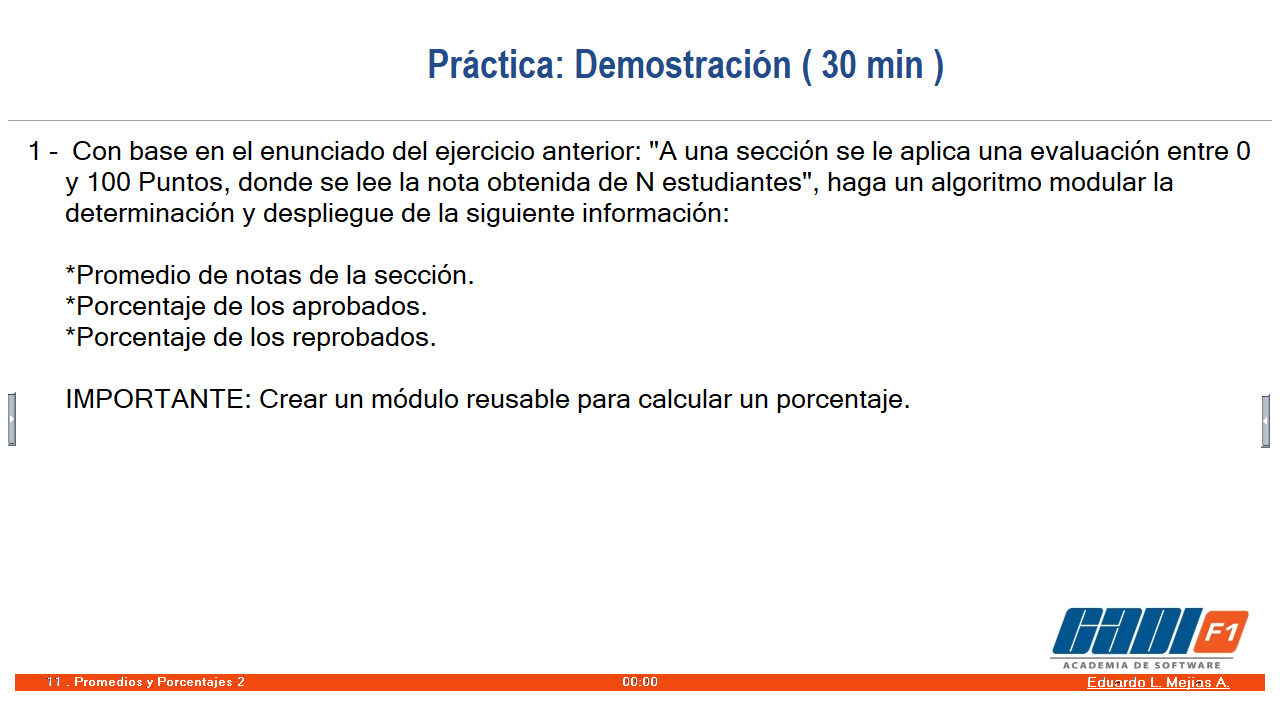 Práctica: Demostración ( 30 min )
1 -  Con base en el enunciado del ejercicio anterior: "A una sección se le aplica una evaluación entre 0
y 100 Puntos, donde se lee la nota obtenida de N estudiantes", haga un algoritmo modular la
determinación y despliegue de la siguiente información:
*Promedio de notas de la sección.
*Porcentaje de los aprobados.
*Porcentaje de los reprobados.
IMPORTANTE: Crear un módulo reusable para calcular un porcentaje.
CADI F1
ACADEMIA DE SOFTWARE
11 . Promedios y Porcentajes 2
00:00
Eduardo L. Mejias A.